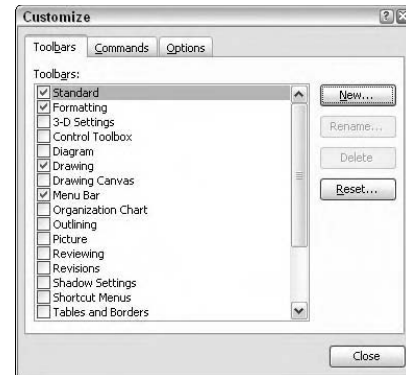 Customize
Toolbars Commands Options
Toolbars:
Standard
Formatting
3-D Settings
Control Toolbox
Diagram
Drawing
Drawing Canvas
Menu Bar
Organization Chart
Outlining
Picture
Reviewing
Revisions
Shadow Settings
Shortcut Menus
Tables and Borders
New...
Rename...
Delete
Reset...
Close